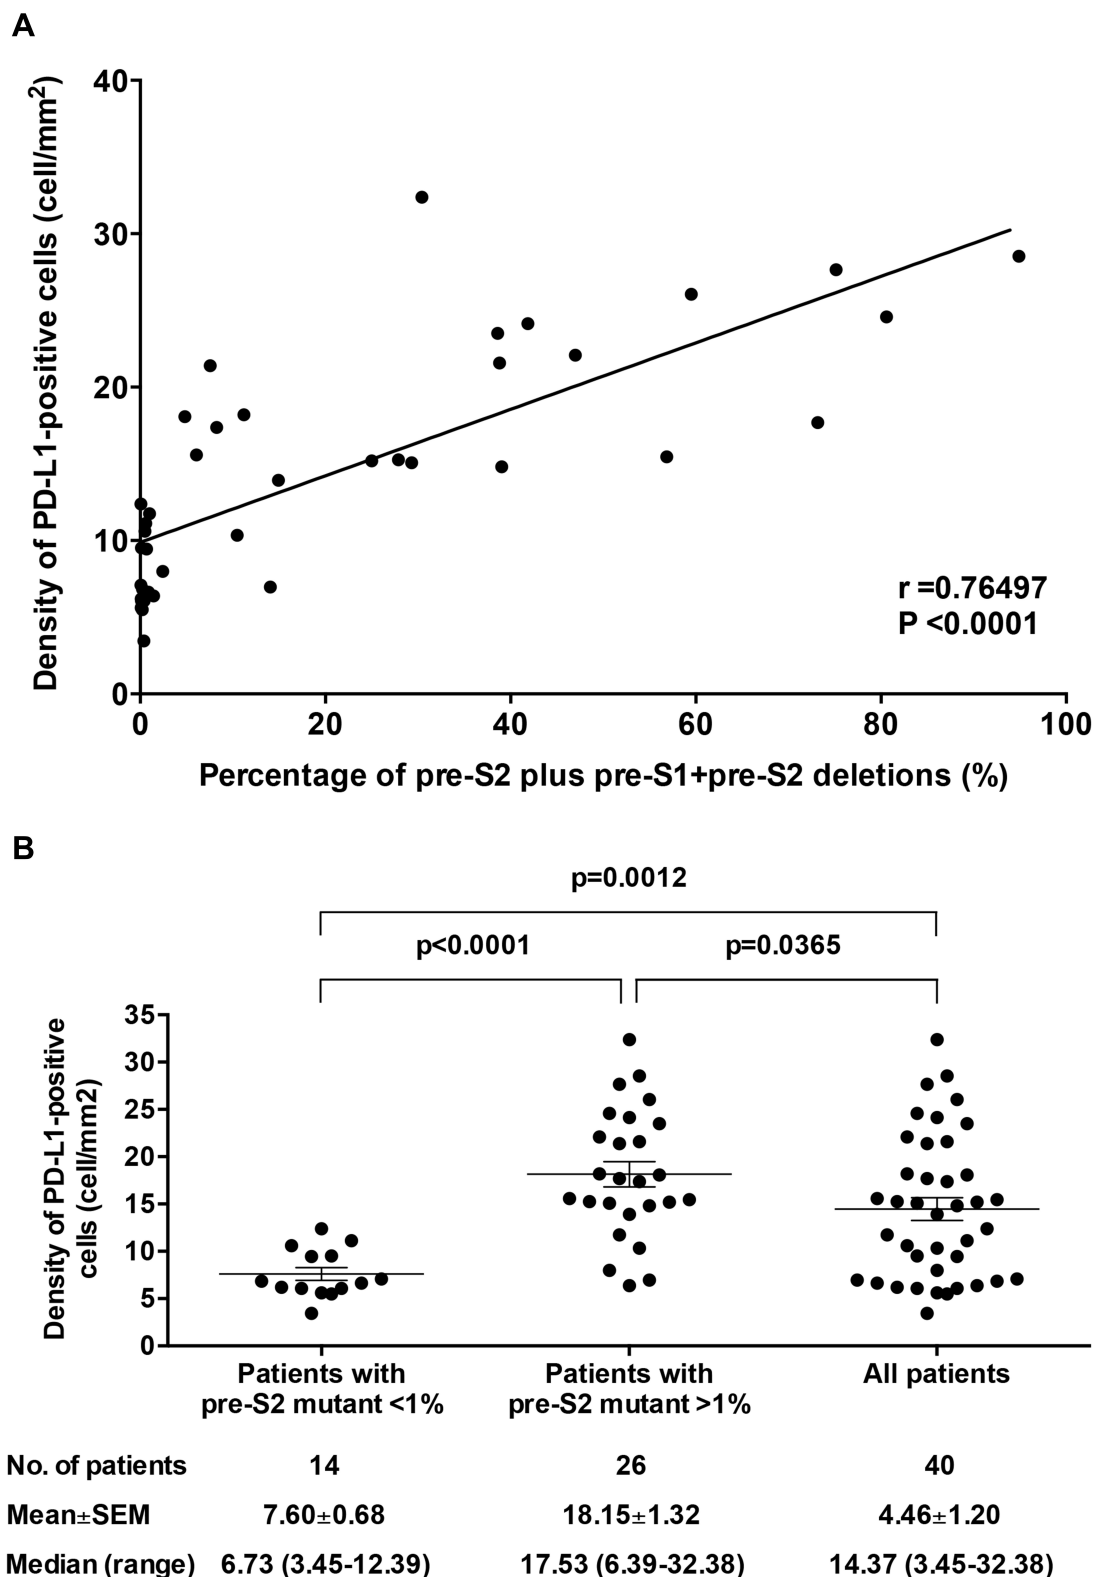 A
Density of PD-L1-positive cells (cell/mm²)
40
30
20
10
0
0 20 40 60 80 100
r =0.76497
P <0.0001
Percentage of pre-S2 plus pre-S1+pre-S2 deletions (%)
B
p=0.0012
p<0.0001 p=0.0365
Density of PD-L1-positive
cells (cell/mm2)
35
30
25
20
15
10
5
0
Patients with
pre-S2 mutant <1%
Patients with
pre-S2 mutant >1%
All patients
No. of patients 14 26 40
Mean±SEM 7.60±0.68 18.15±1.32 4.46±1.20
Median (range) 6.73 (3.45-12.39) 17.53 (6.39-32.38) 14.37 (3.45-32.38)